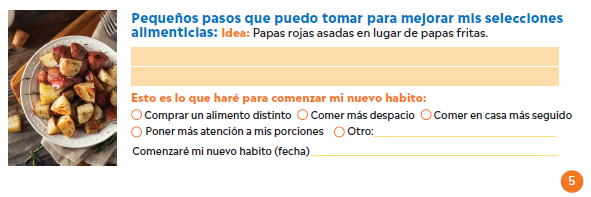 Pequeños pasos que puedo tomar para mejorar mis selecciones
alimenticias: Idea: Papas rojas asadas en lugar de papas fritas.
Esto es lo que haré para comenzar mi nuevo habito:
Comprar un alimento distinto Comer más despacio Comer en casa más seguido
Poner más atención a mis porciones Otro:
Comenzaré mi nuevo habito (fecha)
5